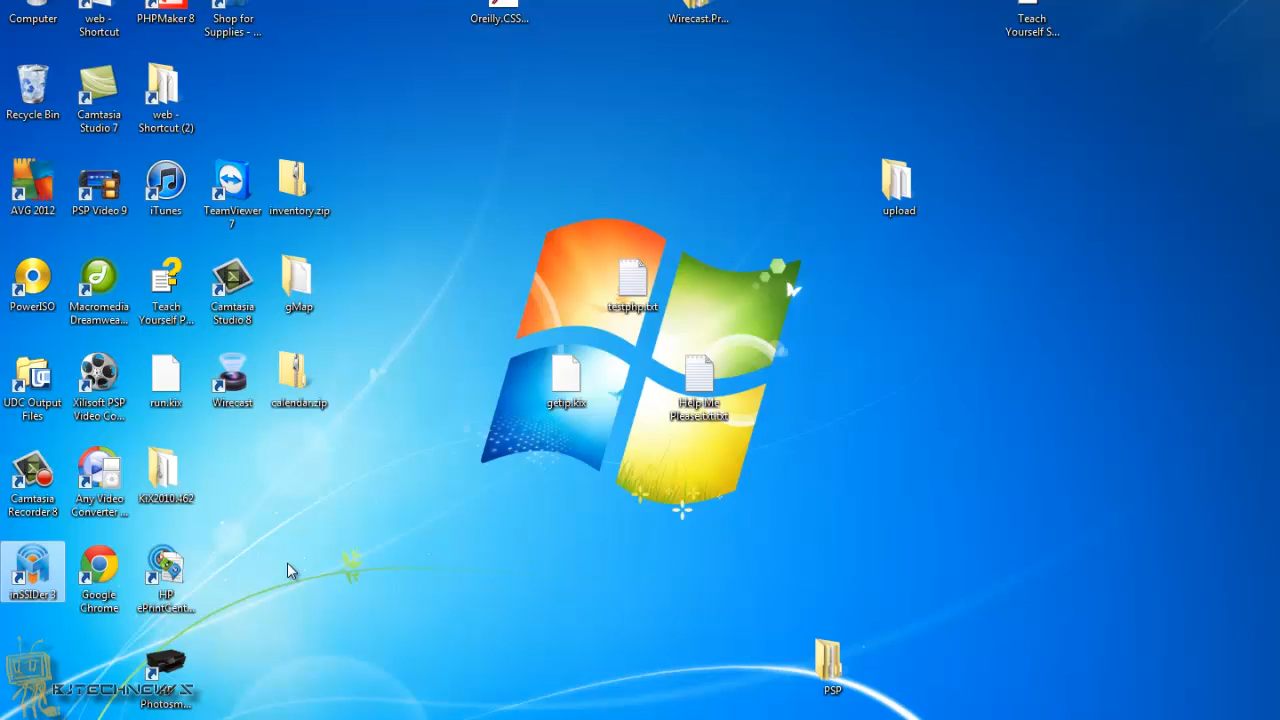 Computer
web -
Shortcut
PHPMaker 8
Shop for
Supplies - ...
Oreilly.CSS...
Wirecast.Pr...
Teach
Yourself S...
Recycle Bin
Camtasia
Studio 7
web -
Shortcut (2)
AVG 2012
PSP Video 9
iTunes
TeamViewer
7
inventory.zip
upload
PowerISO
Macromedia
Dreamwea...
Teach
Yourself P...
Camtasia
Studio 8
gMap
testphp.txt
UDC Output
Files
Xilisoft PSP
Video Co...
run.kix
Wirecast
calendar.zip
getip.kix
Help Me
Please.txt.txt
Camtasia
Recorder 8
Any Video
Converter ...
KiX2010.462
inSSIDer 3
Google
Chrome
HP
ePrintCent...
PSP
BJTECHNEWS
Photosm...